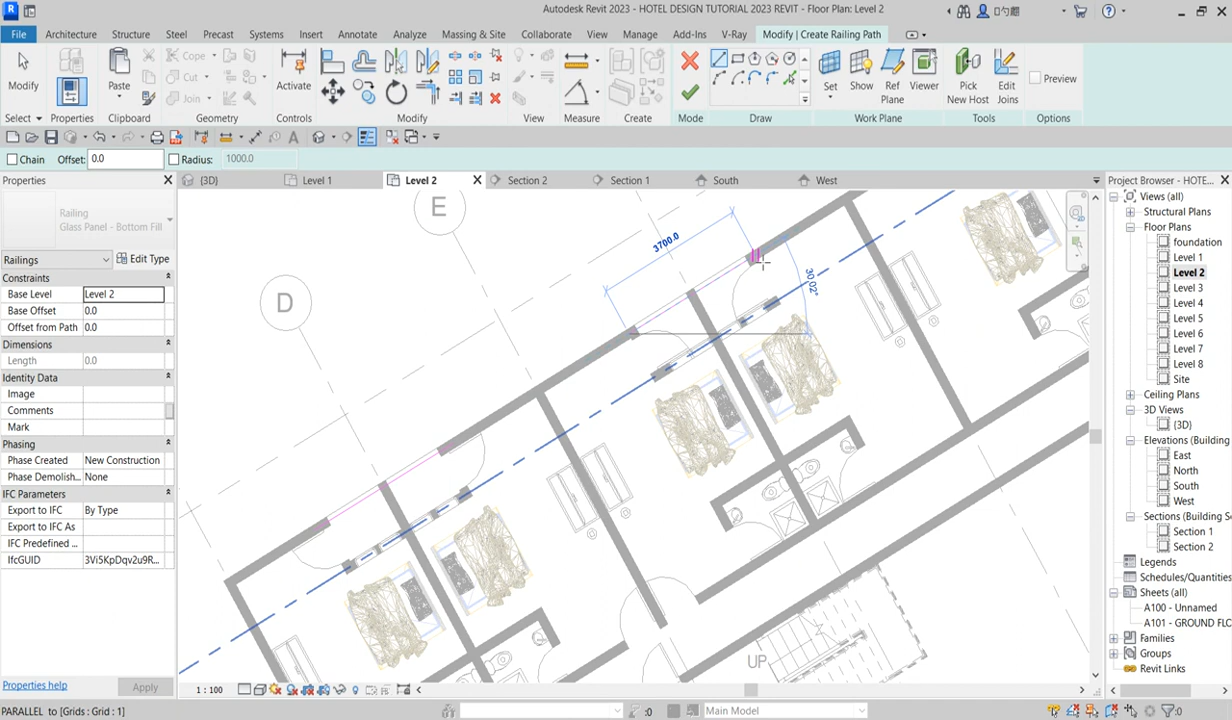 Autodesk Revit 2023 - HOTEL DESIGN TUTORIAL 2023 REVIT - Floor Plan: Level 2
File Architecture Structure Steel Precast Systems Insert Annotate Analyze Massing & Site Collaborate View Manage Add-Ins V-Ray Modify | Create Railing Path
Cope
Cut
Join
Modify Paste Activate Set Show Ref Plane Viewer Pick New Host Edit Joins Preview
Select Properties Clipboard Geometry Controls Modify View Measure Create Mode Draw Work Plane Tools Options
Chain Offset: 0.0 Radius: 1000.0
Properties {3D} Level 1 Level 2 Section 2 Section 1 South West Project Browser - HOTE...
Railing
Glass Panel - Bottom Fill
Railings Edit Type
Constraints
Base Level Level 2
Base Offset 0.0
Offset from Path 0.0
Dimensions
Length 0.0
Identity Data
Image
Comments
Mark
Phasing
Phase Created New Construction
Phase Demolish... None
IFC Parameters
Export to IFC By Type
Export to IFC As
IFC Predefined ...
IfcGUID 3Vi5KpDqv2u9R...
Properties help Apply
E
D
3700.0
30.02°
UP
Views (all)
Structural Plans
Floor Plans
foundation
Level 1
Level 2
Level 3
Level 4
Level 5
Level 6
Level 7
Level 8
Site
Ceiling Plans
3D Views
{3D}
Elevations (Building
East
North
South
West
Sections (Building S
Section 1
Section 2
Legends
Schedules/Quantities
Sheets (all)
A100 - Unnamed
A101 - GROUND FLC
Families
Groups
Revit Links
1 : 100
PARALLEL to [Grids : Grid : 1] :0 Main Model :0